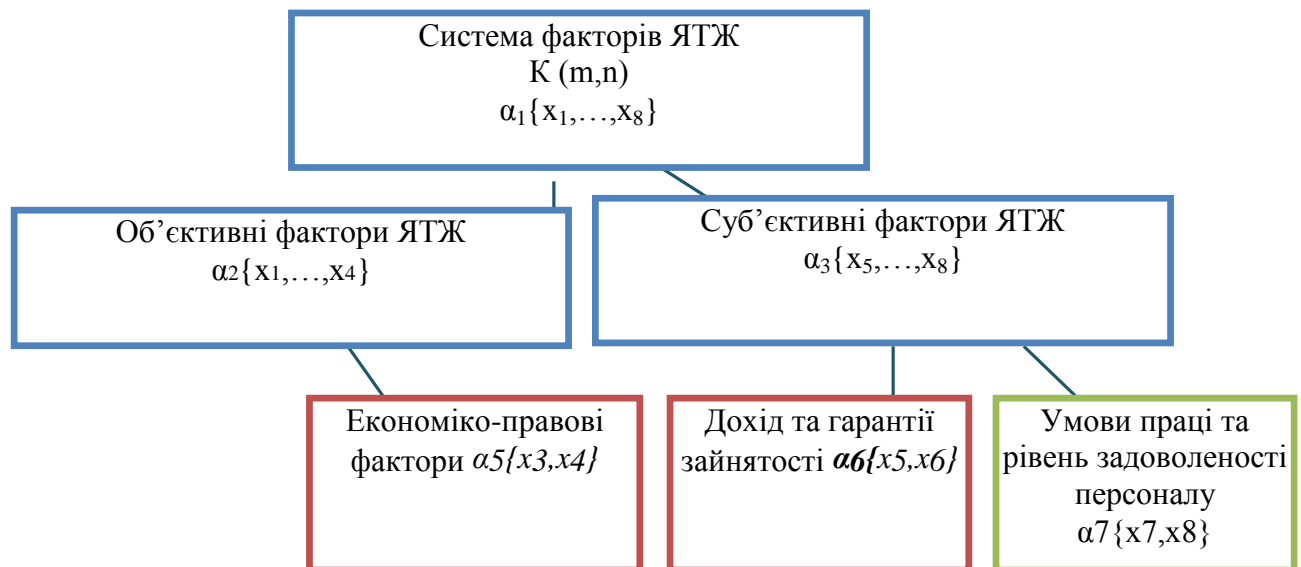 Система факторів ЯТЖ
К (m,n)
α₁{x₁,…,x₈}
Об’єктивні фактори ЯТЖ
α2{x1,…,x4}
Суб’єктивні фактори ЯТЖ
α₃{x₅,…,x₈}
Економіко-правові
фактори α5{x3,x4}
Дохід та гарантії
зайнятості α6{x5,x6}
Умови праці та
рівень задоволеності
персоналу
α7{x7,x8}